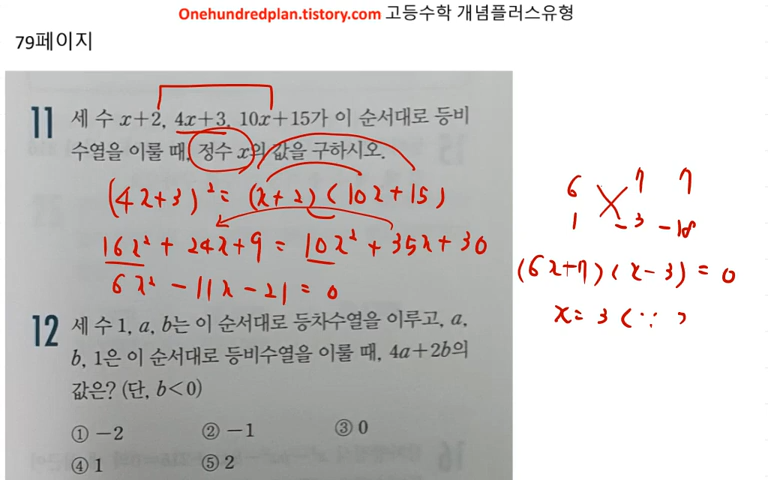 Onehundredplan.tistory.com 고등수학 개념플러스유형
79페이지
11 세 수 x+2, 4x+3, 10x+15가 이 순서대로 등비
수열을 이룰 때, 정수 x의 값을 구하시오.
(4x+3)² = (x+2)(10x+15)
16x² + 24x+9 = 10x² + 35x+30
6x² - 11x - 21 = 0
6 7 7
1 -3 -18
(6x+7)(x-3) = 0
x = 3 (∵ )
12 세 수 1, a, b는 이 순서대로 등차수열을 이루고, a,
b, 1은 이 순서대로 등비수열을 이룰 때, 4a+2b의
값은? (단, b<0)
① -2 ② -1 ③ 0
④ 1 ⑤ 2